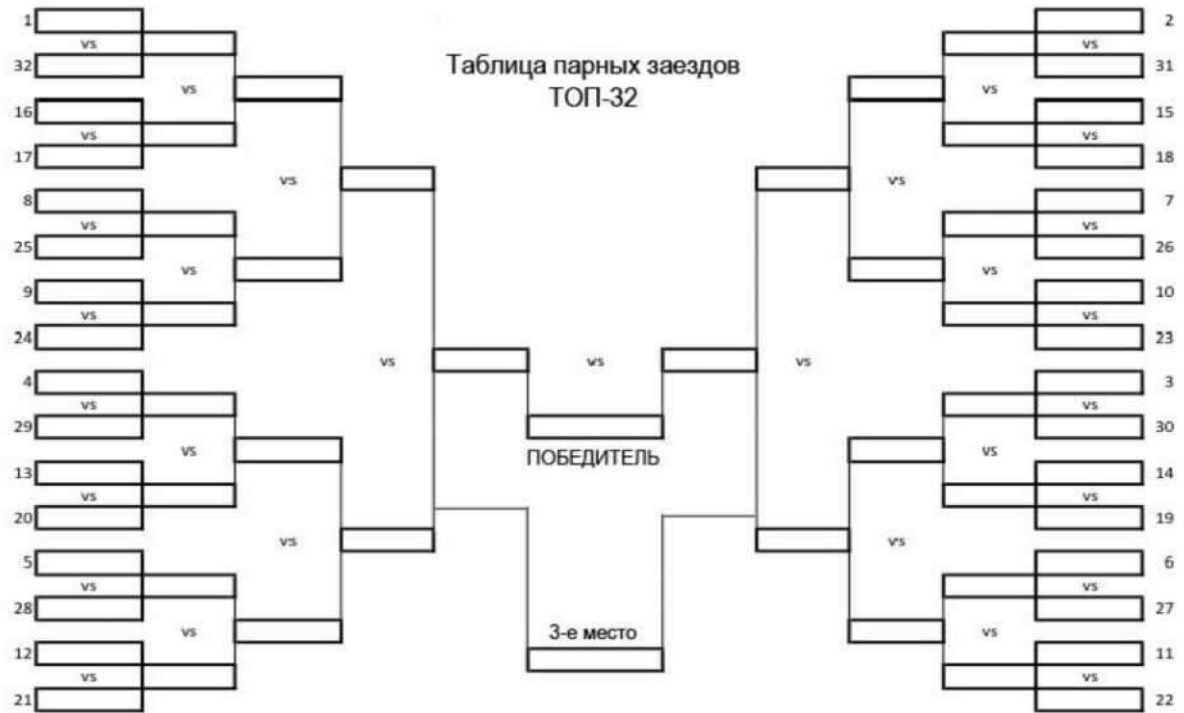 Таблица парных заездов
ТОП-32
1
vs
32
vs
16
vs
17
vs
8
vs
25
vs
9
vs
24
vs
4
vs
29
vs
13
vs
20
vs
5
vs
28
vs
12
vs
21
2
vs
31
vs
15
vs
18
vs
7
vs
26
vs
10
vs
23
vs
3
vs
30
vs
14
vs
19
vs
6
vs
27
vs
11
vs
22
vs
ПОБЕДИТЕЛЬ
3-е место